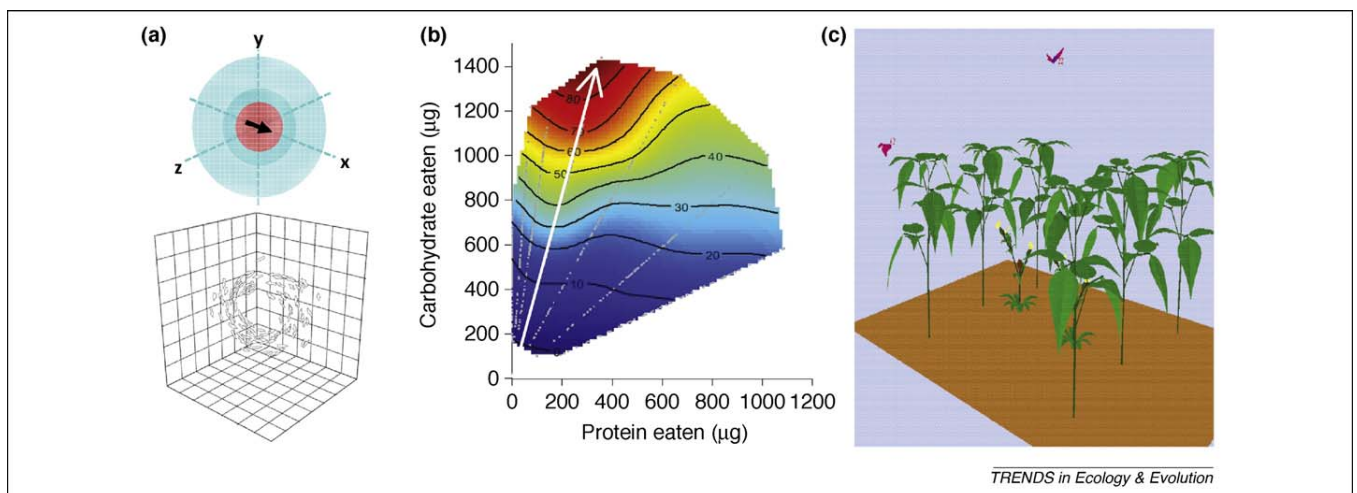 (a)
y
z
x
(b)
Carbohydrate eaten (μg)
1400
1200
1000
800
600
400
200
0
80
70
60
50
40
30
20
10
0
0 200 400 600 800 1000 1200
Protein eaten (μg)
(c)
TRENDS in Ecology & Evolution